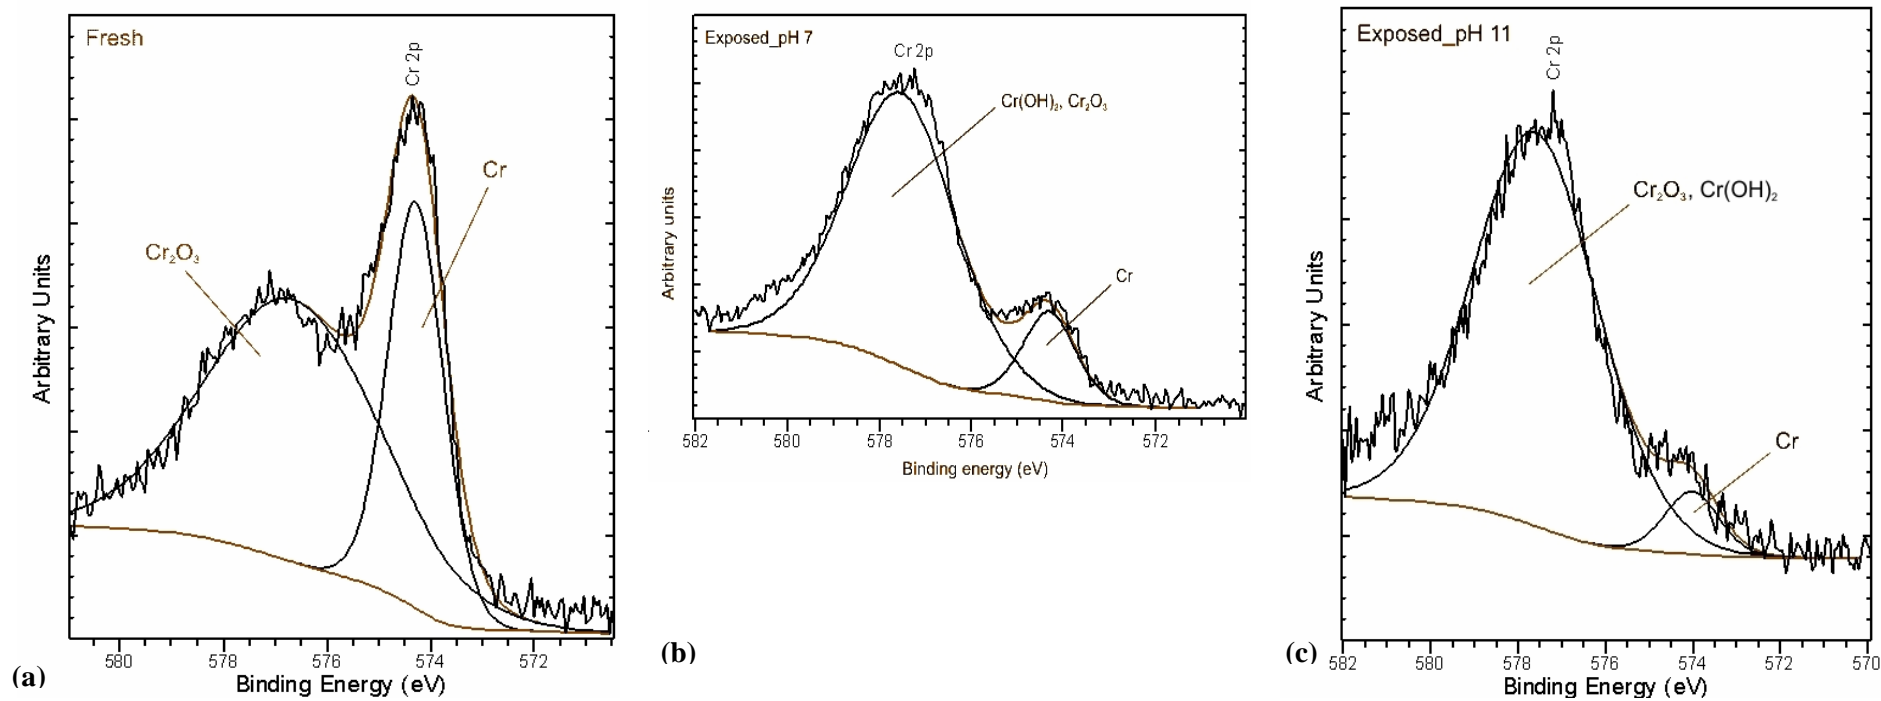 Fresh
Cr 2p
Cr
Cr₂O₃
Arbitrary Units
580 578 576 574 572
Binding Energy (eV)
(a)
Exposed_pH 7
Cr 2p
Cr(OH)₂, Cr₂O₃
Cr
Arbitrary units
582 580 578 576 574 572
Binding energy (eV)
(b)
Exposed_pH 11
Cr 2p
Cr₂O₃, Cr(OH)₂
Cr
Arbitrary Units
582 580 578 576 574 572 570
Binding Energy (eV)
(c)